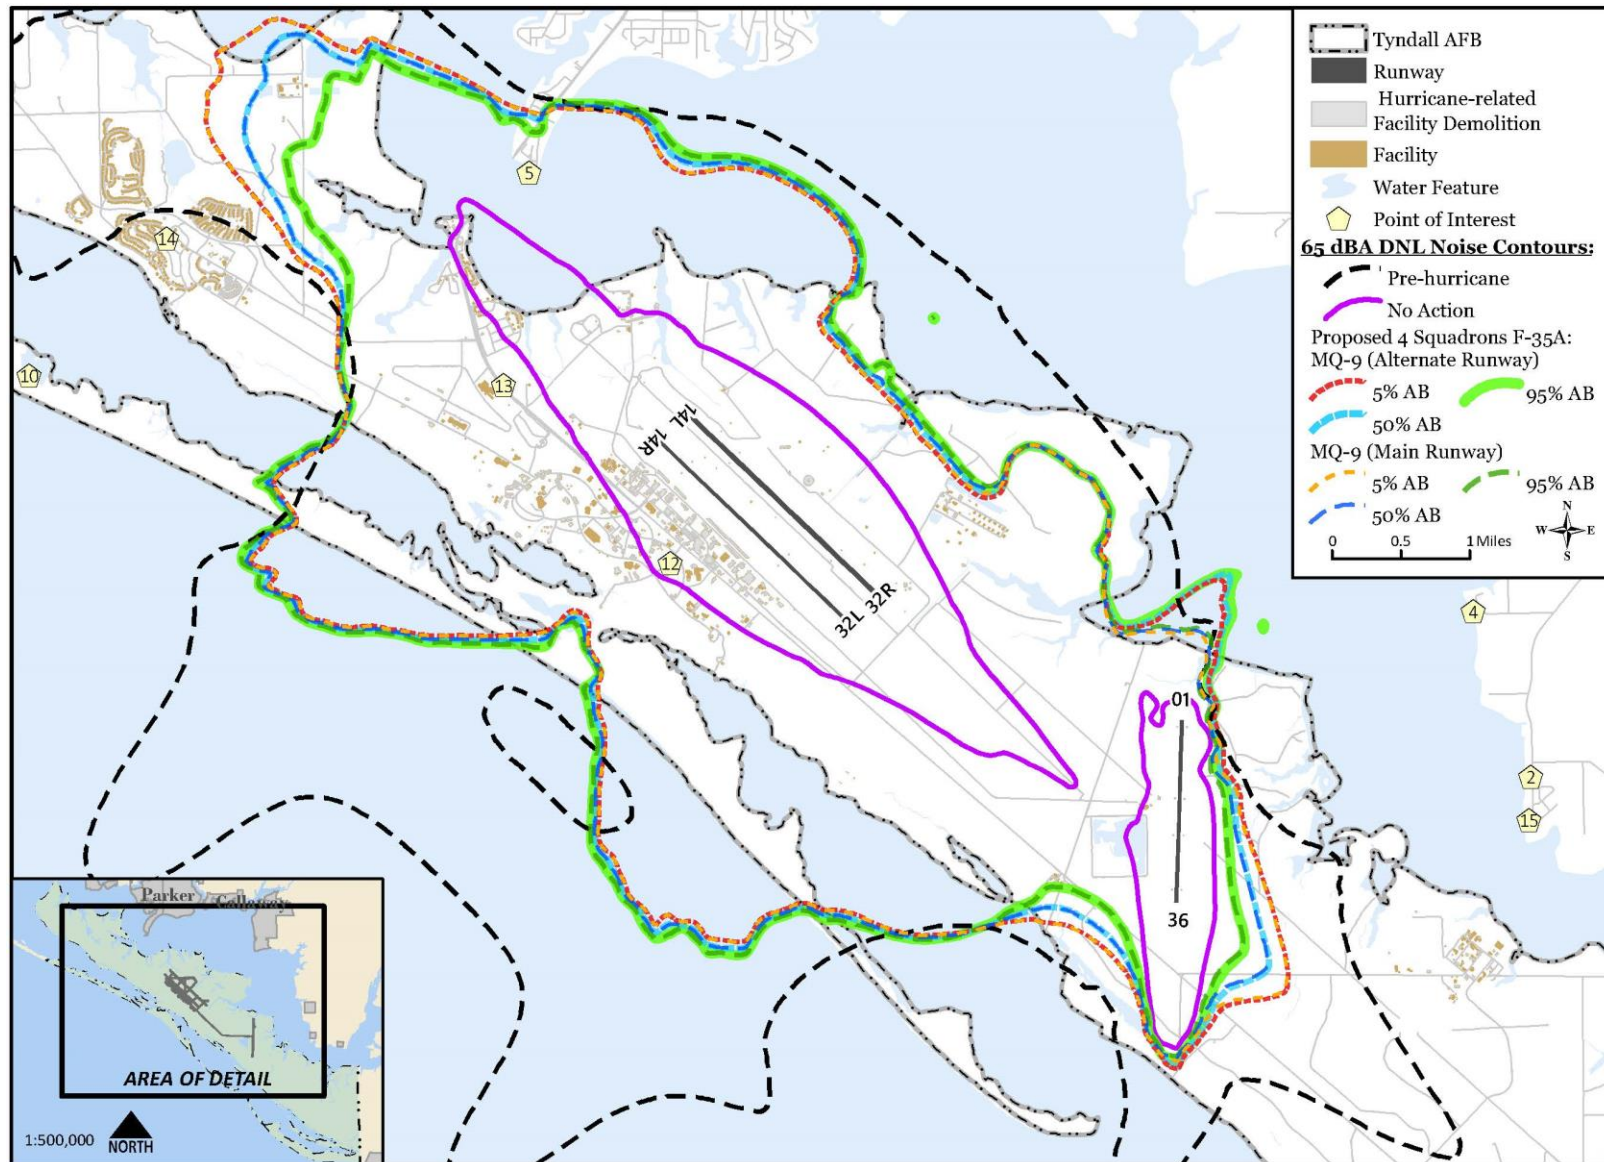 Tyndall AFB
Runway
Hurricane-related
Facility Demolition
Facility
Water Feature
Point of Interest
65 dBA DNL Noise Contours:
Pre-hurricane
No Action
Proposed 4 Squadrons F-35A:
MQ-9 (Alternate Runway)
5% AB 95% AB
50% AB
MQ-9 (Main Runway)
5% AB 95% AB
50% AB
N
W E
S
0 0.5 1 Miles
5
14
10
13
14L
14R
12
32L
32R
4
01
2
15
36
Parker
Callaway
AREA OF DETAIL
1:500,000
NORTH